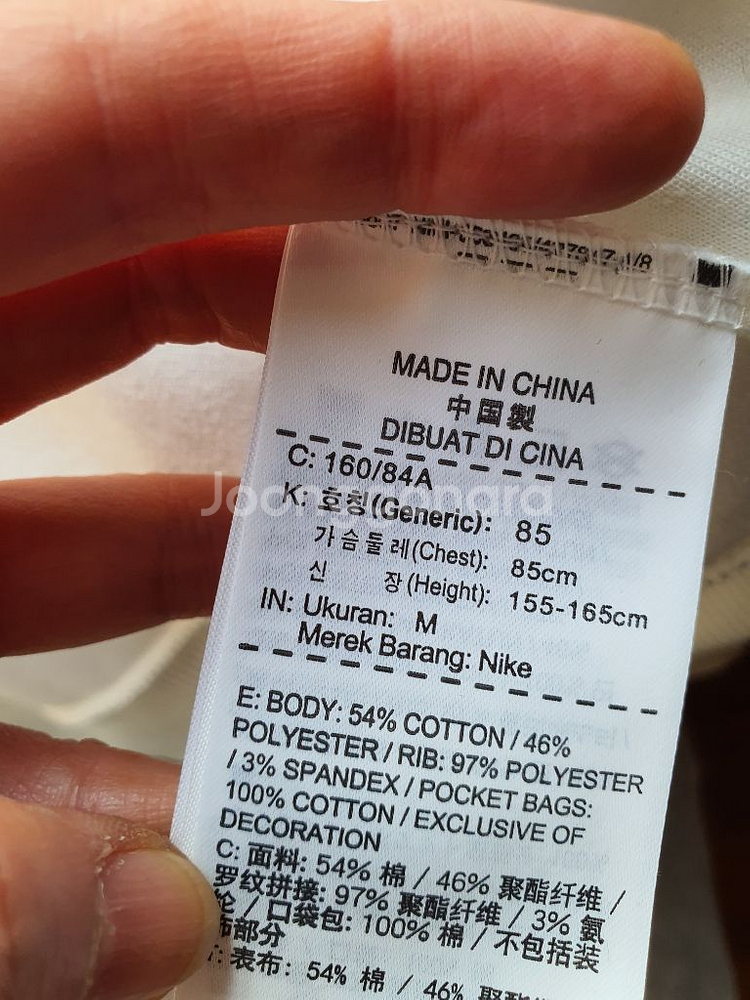 MADE IN CHINA
中国製
DIBUAT DI CINA
C: 160/84A
Joonggonara
K: 호칭(Generic): 85
가슴둘레(Chest): 85cm
신 장(Height): 155-165cm
IN: Ukuran: M
Merek Barang: Nike
E: BODY: 54% COTTON / 46%
POLYESTER / RIB: 97% POLYESTER
/ 3% SPANDEX / POCKET BAGS:
100% COTTON / EXCLUSIVE OF
DECORATION
C: 面料: 54% 棉 / 46% 聚酯纤维 /
罗纹拼接: 97% 聚酯纤维 / 3% 氨
纶 / 口袋包: 100% 棉 / 不包括装
饰部分
表布: 54% 棉 / 46% 聚酯